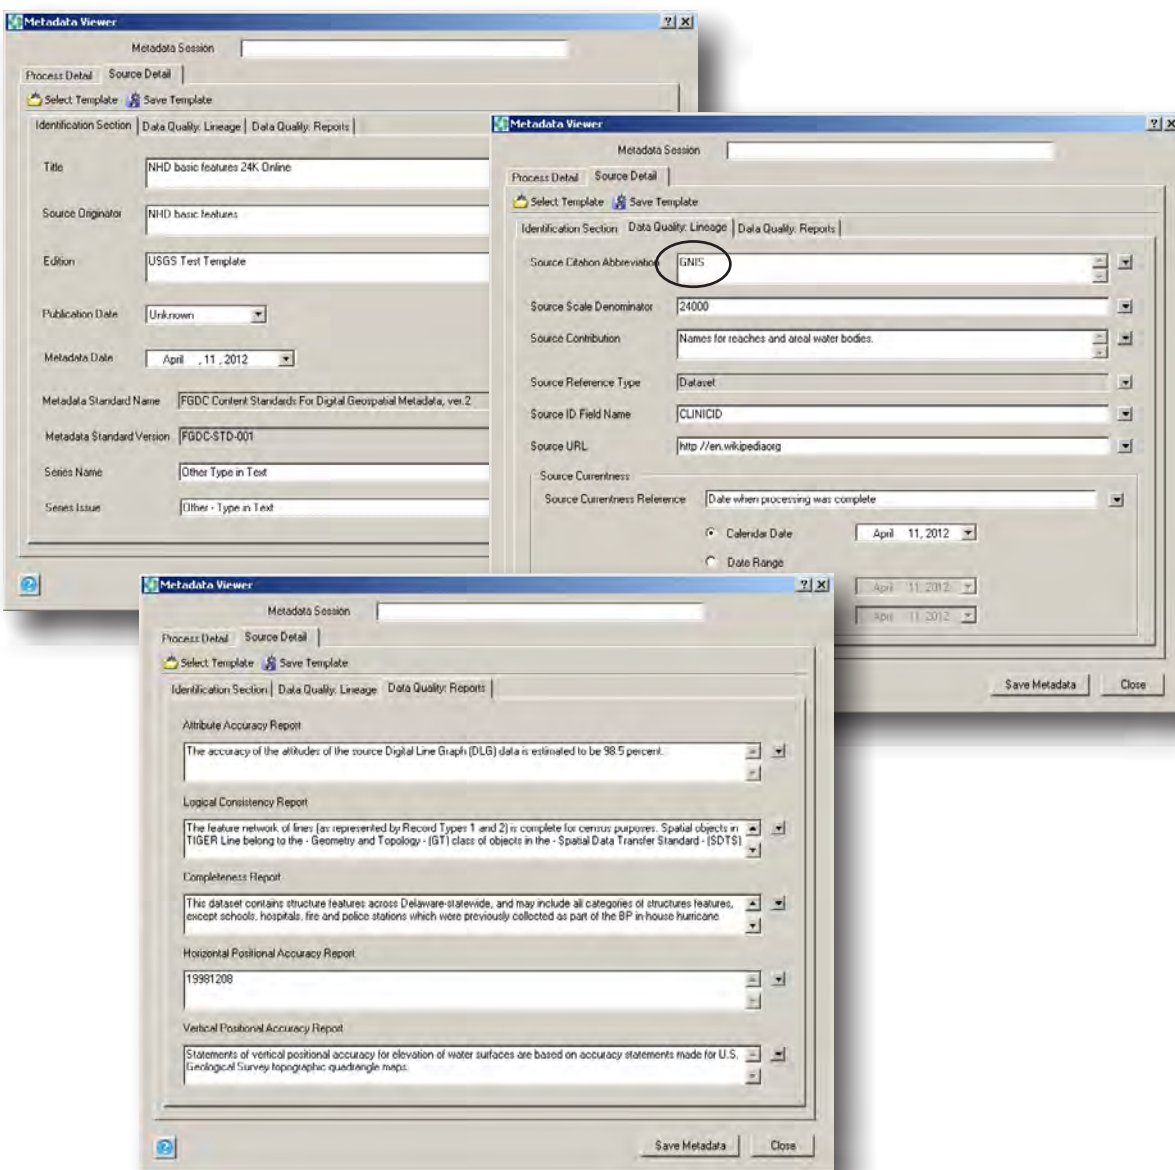 Metadata Viewer
Metadata Session
Process Detail Source Detail
Select Template Save Template
Identification Section Data Quality: Lineage Data Quality: Reports
Title NHD basic features 24K Online
Source Originator NHD basic features
Edition USGS Test Template
Publication Date Unknown
Metadata Date April , 11 , 2012
Metadata Standard Name FGDC Content Standards For Digital Geospatial Metadata, ver.2
Metadata Standard Version FGDC-STD-001
Series Name Other Type in Text
Series Issue Other - Type in Text
Metadata Viewer
Metadata Session
Process Detail Source Detail
Select Template Save Template
Identification Section Data Quality: Lineage Data Quality: Reports
Source Citation Abbreviation GNIS
Source Scale Denominator 24000
Source Contribution Names for reaches and areal water bodies.
Source Reference Type Dataset
Source ID Field Name CLINICID
Source URL http //en.wikipediaorg
Source Currentness
Source Currentness Reference Date when processing was complete
Calendar Date April 11, 2012
Date Range
April 11, 2012
April 11, 2012
Save Metadata Close
Metadata Viewer
Metadata Session
Process Detail Source Detail
Select Template Save Template
Identification Section Data Quality: Lineage Data Quality: Reports
Attribute Accuracy Report
The accuracy of the attitudes of the source Digital Line Graph (DLG) data is estimated to be 98.5 percent.
Logical Consistency Report
The feature network of lines (as represented by Record Types 1 and 2) is complete for census purposes. Spatial objects in
TIGER Line belong to the - Geometry and Topology - (GT) class of objects in the - Spatial Data Transfer Standard - (SDTS)
Completeness Report
This dataset contains structure features across Delaware-statewide, and may include all categories of structures features,
except schools, hospitals, fire and police stations which were previously collected as part of the BP in house hurricane
Horizontal Positional Accuracy Report
19981208
Vertical Positional Accuracy Report
Statements of vertical positional accuracy for elevation of water surfaces are based on accuracy statements made for U.S.
Geological Survey topographic quadrangle maps.
Save Metadata Close